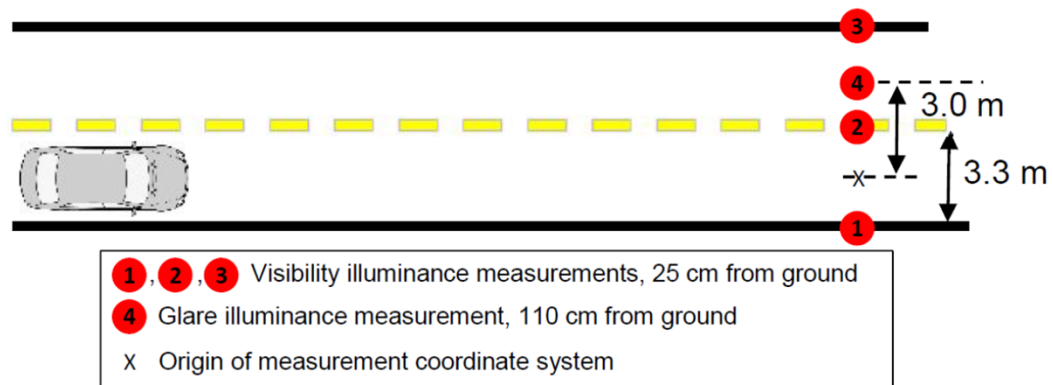 3
4
3.0 m
2
3.3 m
X
1
1, 2, 3 Visibility illuminance measurements, 25 cm from ground
4 Glare illuminance measurement, 110 cm from ground
X Origin of measurement coordinate system